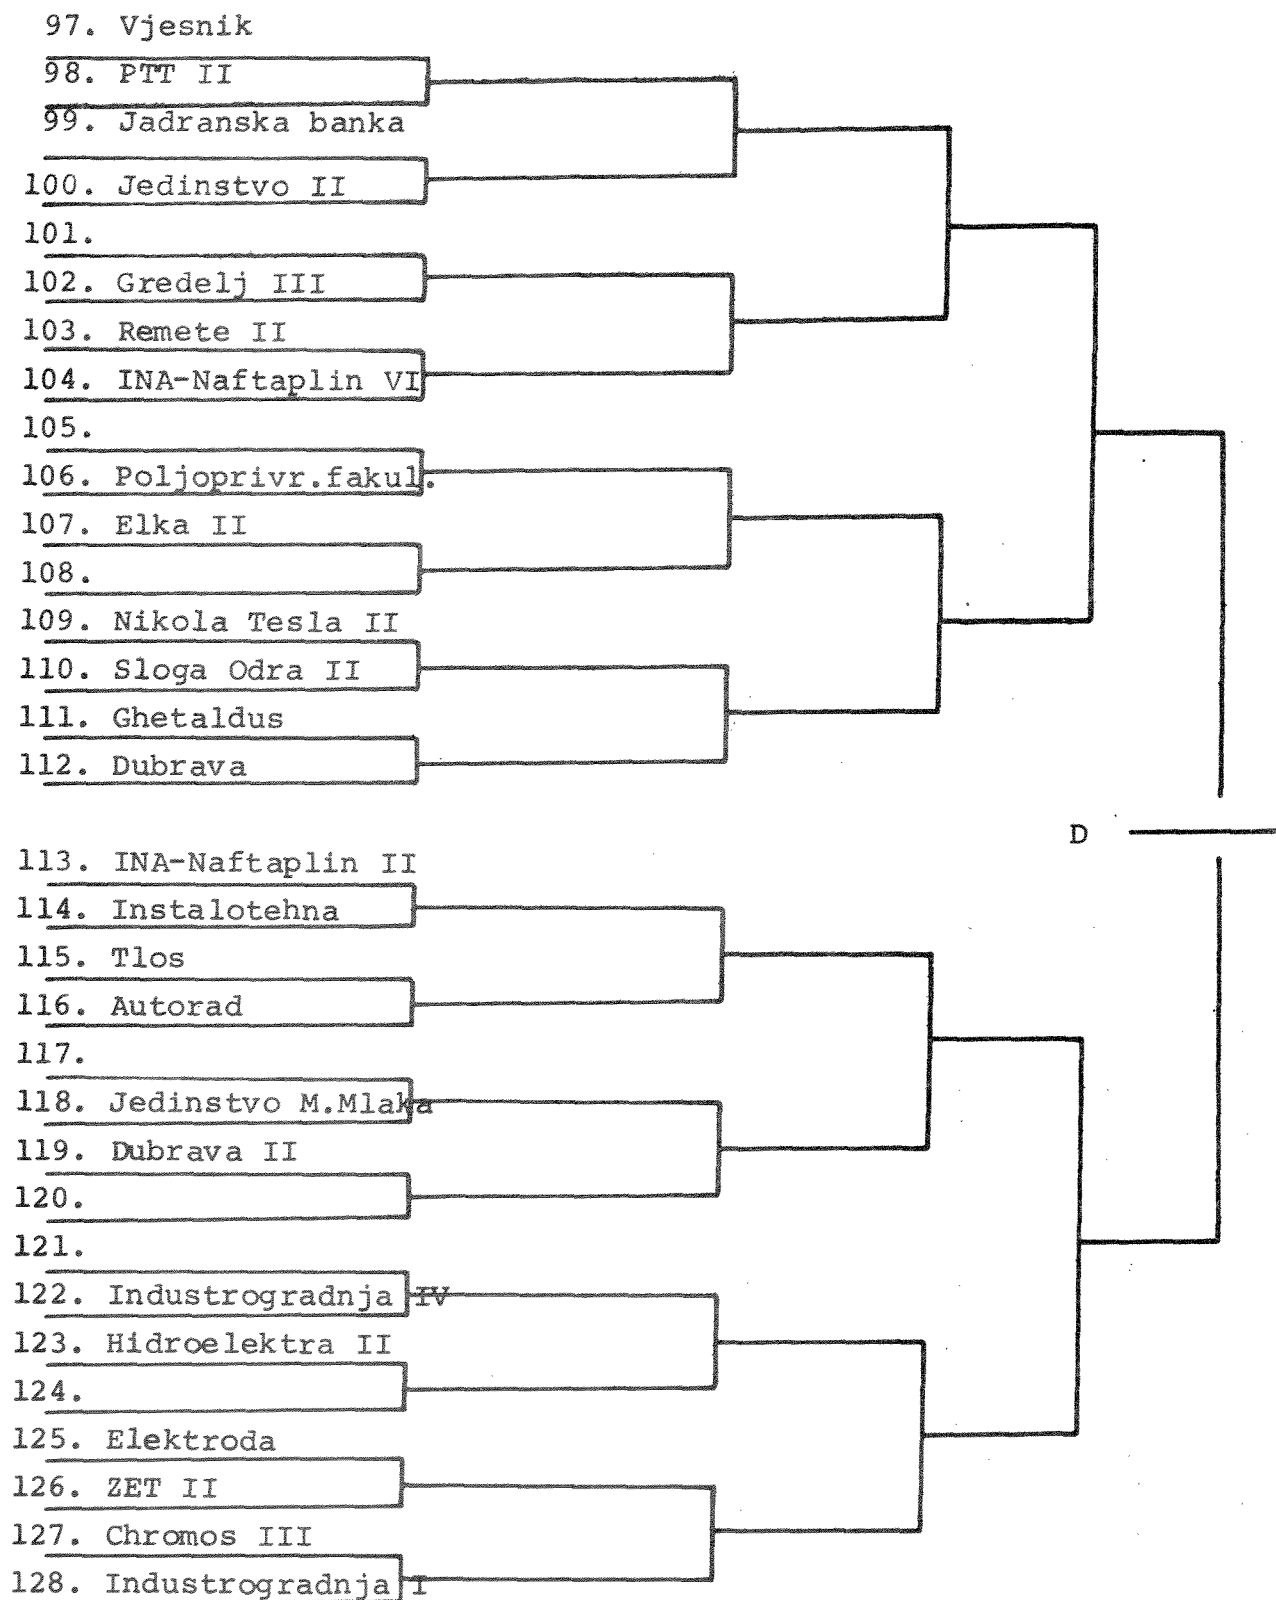 97. Vjesnik
98. PTT II
99. Jadranska banka
100. Jedinstvo II
101.
102. Gredelj III
103. Remete II
104. INA-Naftaplin VI
105.
106. Poljoprivr.fakul.
107. Elka II
108.
109. Nikola Tesla II
110. Sloga Odra II
111. Ghetaldus
112. Dubrava
D
113. INA-Naftaplin II
114. Instalotehna
115. Tlos
116. Autorad
117.
118. Jedinstvo M.Mlaka
119. Dubrava II
120.
121.
122. Industrogradnja IV
123. Hidroelektra II
124.
125. Elektroda
126. ZET II
127. Chromos III
128. Industrogradnja I